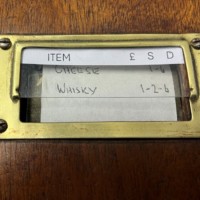 ITEM £ S D
CHEESE 1-6
WHISKY 1-2-6